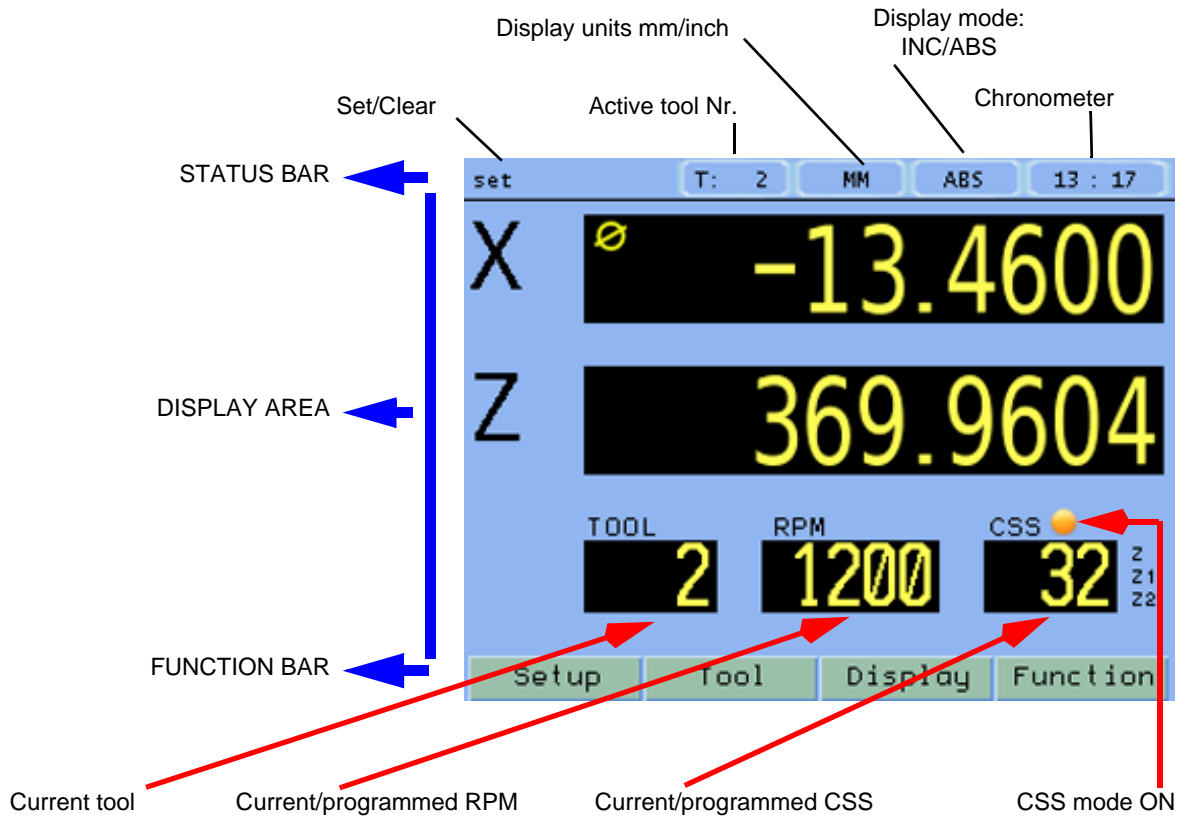 Display units mm/inch
Display mode:
INC/ABS
Set/Clear
Active tool Nr.
Chronometer
STATUS BAR
set
T: 2
MM
ABS
13 : 17
X
Ø
-13.4600
DISPLAY AREA
Z
369.9604
TOOL
RPM
CSS
2
1200
32
Z
Z1
Z2
FUNCTION BAR
Setup
Tool
Display
Function
Current tool
Current/programmed RPM
Current/programmed CSS
CSS mode ON